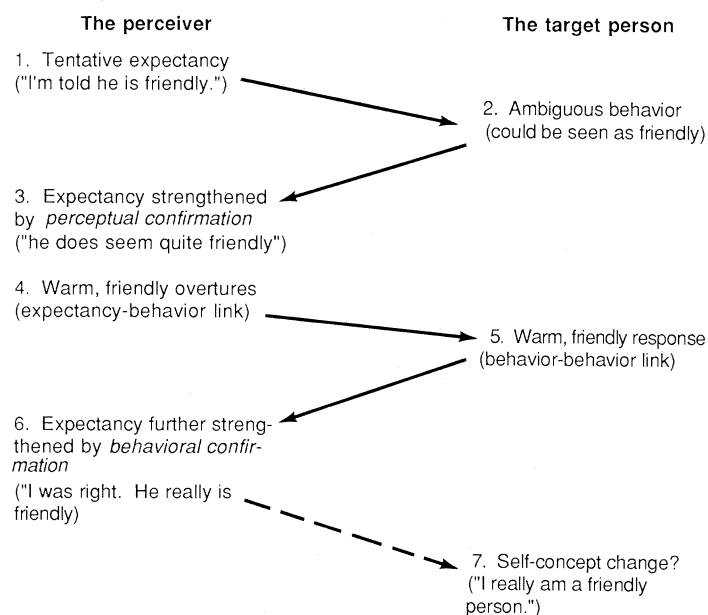 The perceiver
The target person
1. Tentative expectancy
("I'm told he is friendly.")
2. Ambiguous behavior
(could be seen as friendly)
3. Expectancy strengthened
by perceptual confirmation
("he does seem quite friendly")
4. Warm, friendly overtures
(expectancy-behavior link)
5. Warm, friendly response
(behavior-behavior link)
6. Expectancy further streng-
thened by behavioral confir-
mation
("I was right. He really is
friendly)
7. Self-concept change?
("I really am a friendly
person.")